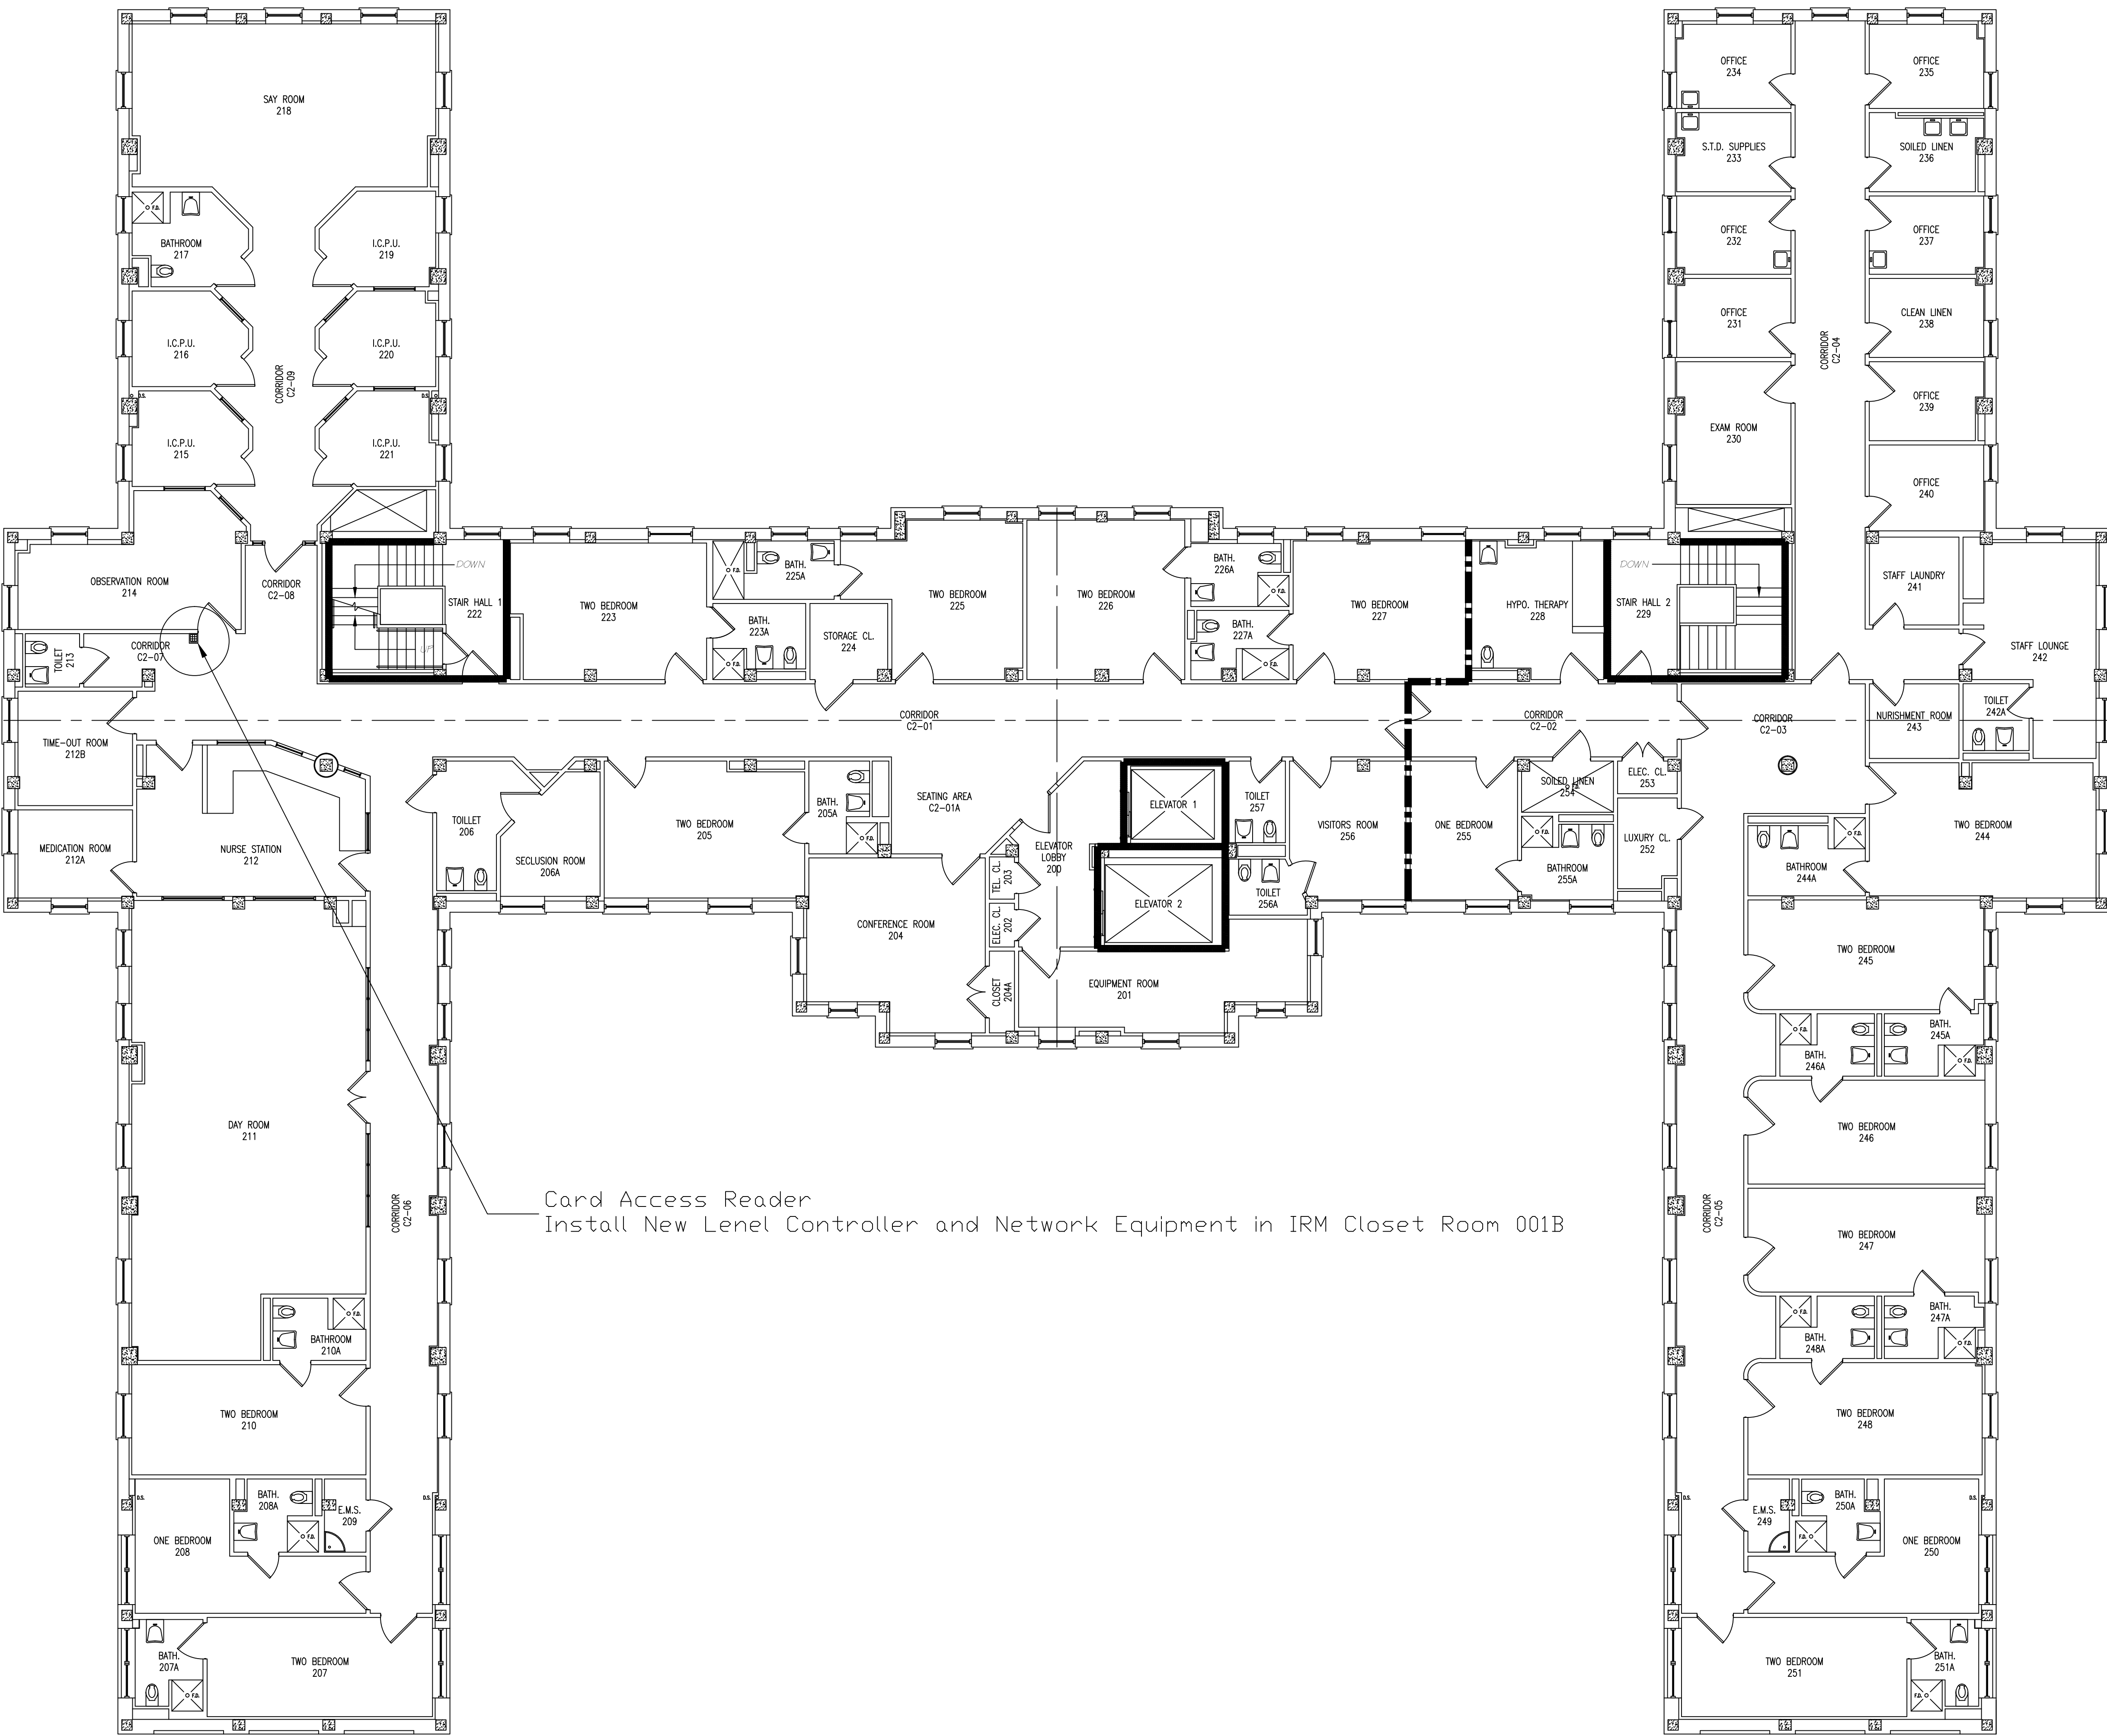 SAY ROOM
218
BATHROOM
217
F.D.
I.C.P.U.
219
I.C.P.U.
216
I.C.P.U.
220
CORRIDOR
C2-09
D.S.
D.S.
I.C.P.U.
215
I.C.P.U.
221
OBSERVATION ROOM
214
CORRIDOR
C2-08
TOILET
213
CORRIDOR
C2-07
DOWN
UP
STAIR HALL 1
222
TWO BEDROOM
223
BATH.
225A
F.D.
BATH.
223A
F.D.
STORAGE CL.
224
TWO BEDROOM
225
TWO BEDROOM
226
BATH.
226A
F.D.
BATH.
227A
F.D.
TWO BEDROOM
227
HYPO. THERAPY
228
STAIR HALL 2
229
DOWN
OFFICE
234
OFFICE
235
S.T.D. SUPPLIES
233
SOILED LINEN
236
OFFICE
232
OFFICE
237
OFFICE
231
CLEAN LINEN
238
CORRIDOR
C2-04
EXAM ROOM
230
OFFICE
239
OFFICE
240
STAFF LAUNDRY
241
STAFF LOUNGE
242
TOILET
242A
NURISHMENT ROOM
243
CORRIDOR
C2-01
CORRIDOR
C2-02
CORRIDOR
C2-03
TIME-OUT ROOM
212B
MEDICATION ROOM
212A
NURSE STATION
212
TOILLET
206
SECLUSION ROOM
206A
TWO BEDROOM
205
BATH.
205A
F.D.
SEATING AREA
C2-01A
ELEVATOR
LOBBY
200
ELEVATOR 1
ELEVATOR 2
TEL. CL.
203
ELEC. CL.
202
CONFERENCE ROOM
204
CLOSET
204A
EQUIPMENT ROOM
201
TOILET
257
TOILET
256A
VISITORS ROOM
256
ONE BEDROOM
255
SOILED LINEN
254
ELEC. CL.
253
LUXURY CL.
252
F.D.
BATHROOM
255A
TWO BEDROOM
244
F.D.
BATHROOM
244A
DAY ROOM
211
CORRIDOR
C2-06
Card Access Reader
Install New Lenel Controller and Network Equipment in IRM Closet Room 001B
F.D.
BATHROOM
210A
TWO BEDROOM
210
D.S.
ONE BEDROOM
208
BATH.
208A
F.D.
E.M.S.
209
D.S.
BATH.
207A
F.D.
TWO BEDROOM
207
TWO BEDROOM
245
F.D.
BATH.
246A
BATH.
245A
F.D.
TWO BEDROOM
246
CORRIDOR
C2-05
TWO BEDROOM
247
F.D.
BATH.
248A
BATH.
247A
F.D.
TWO BEDROOM
248
D.S.
E.M.S.
249
BATH.
250A
F.D.
D.S.
ONE BEDROOM
250
TWO BEDROOM
251
BATH.
251A
F.D.